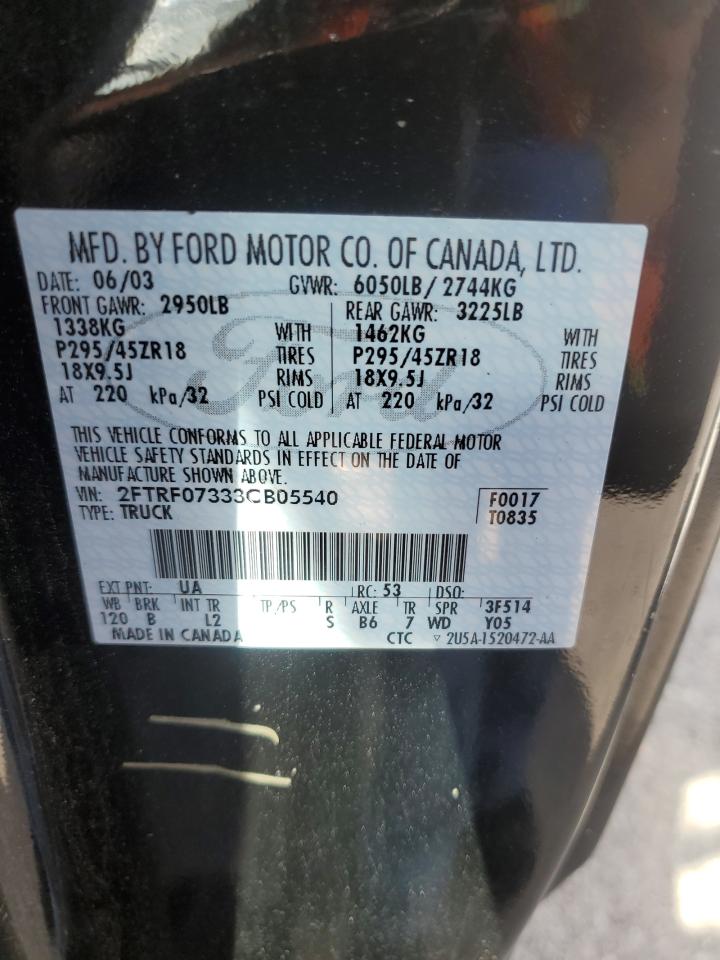 MFD. BY FORD MOTOR CO. OF CANADA, LTD.
DATE: 06/03 GVWR: 6050LB/ 2744KG
FRONT GAWR: 2950LB REAR GAWR: 3225LB
1338KG WITH 1462KG WITH
P295/45ZR18 TIRES P295/45ZR18 TIRES
18X9.5J RIMS 18X9.5J RIMS
AT 220 kPa/32 PSI COLD AT 220 kPa/32 PSI COLD
Ford
THIS VEHICLE CONFORMS TO ALL APPLICABLE FEDERAL MOTOR
VEHICLE SAFETY STANDARDS IN EFFECT ON THE DATE OF
MANUFACTURE SHOWN ABOVE.
VIN: 2FTRF07333CB05540 F0017
TYPE: TRUCK T0835
EXT PNT: UA RC: 53 DSO:
WB BRK INT TR TP/PS R AXLE TR SPR 3F514
120 B L2 S B6 7 WD Y05
MADE IN CANADA CTC ▽ 2U5A-1520472-AA